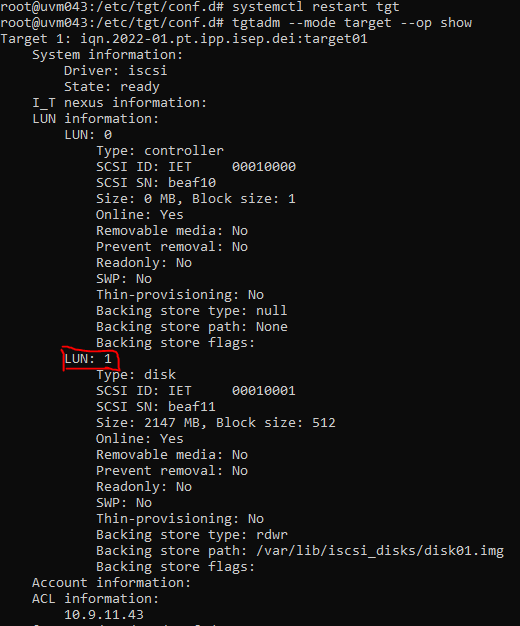 root@uvm043:/etc/tgt/conf.d# systemctl restart tgt
root@uvm043:/etc/tgt/conf.d# tgtadm --mode target --op show
Target 1: iqn.2022-01.pt.ipp.isep.dei:target01
    System information:
        Driver: iscsi
        State: ready
    I_T nexus information:
    LUN information:
        LUN: 0
            Type: controller
            SCSI ID: IET     00010000
            SCSI SN: beaf10
            Size: 0 MB, Block size: 1
            Online: Yes
            Removable media: No
            Prevent removal: No
            Readonly: No
            SWP: No
            Thin-provisioning: No
            Backing store type: null
            Backing store path: None
            Backing store flags:
        LUN: 1
            Type: disk
            SCSI ID: IET     00010001
            SCSI SN: beaf11
            Size: 2147 MB, Block size: 512
            Online: Yes
            Removable media: No
            Prevent removal: No
            Readonly: No
            SWP: No
            Thin-provisioning: No
            Backing store type: rdwr
            Backing store path: /var/lib/iscsi_disks/disk01.img
            Backing store flags:
    Account information:
    ACL information:
        10.9.11.43